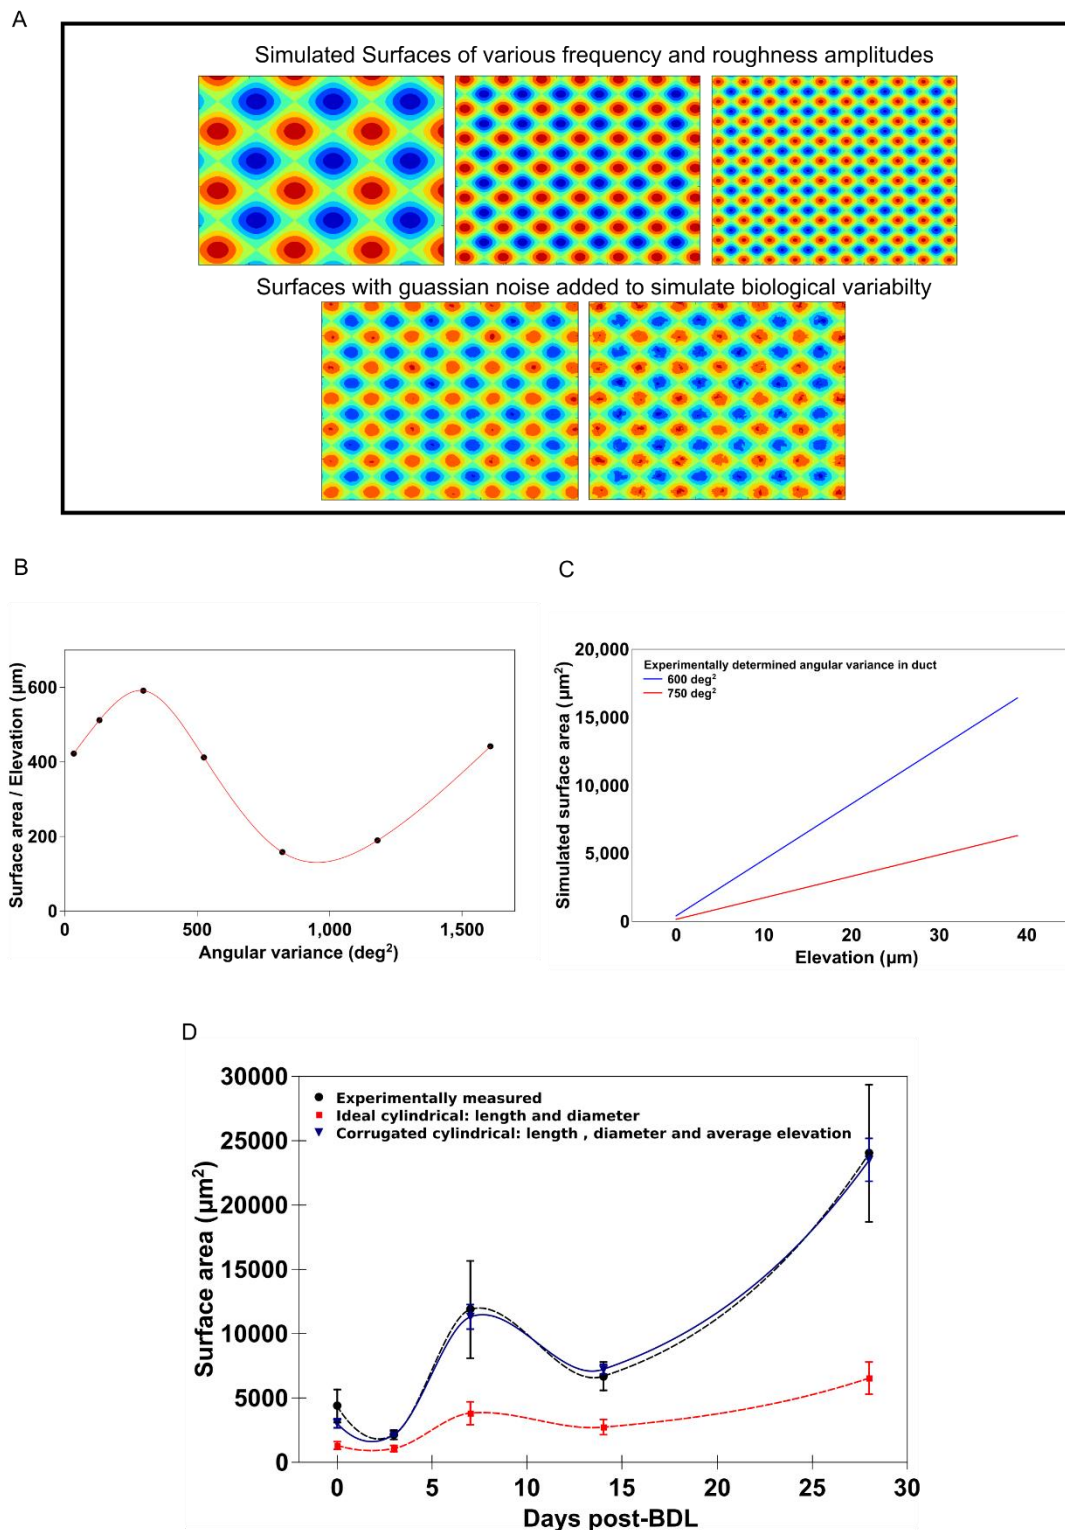 A
Simulated Surfaces of various frequency and roughness amplitudes
Surfaces with guassian noise added to simulate biological variabilty
B
Surface area / Elevation (µm)
600
400
200
0
0 500 1,000 1,500
Angular variance (deg²)
C
Simulated surface area (µm²)
20,000
15,000
10,000
5,000
0
Experimentally determined angular variance in duct
600 deg²
750 deg²
0 10 20 30 40
Elevation (µm)
D
Surface area (µm²)
30000
25000
20000
15000
10000
5000
0
Experimentally measured
Ideal cylindrical: length and diameter
Corrugated cylindrical: length , diameter and average elevation
0 5 10 15 20 25 30
Days post-BDL